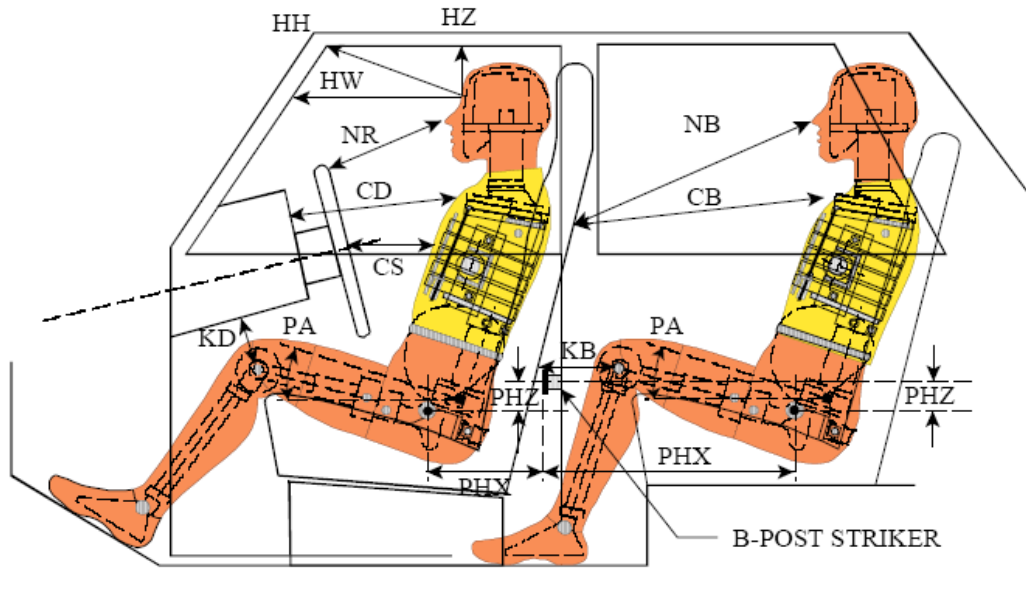 HZ
HH
HW
NR
NB
CD
CB
CS
KD
PA
KB
PA
PHZ
PHZ
PHX
PHX
B-POST STRIKER